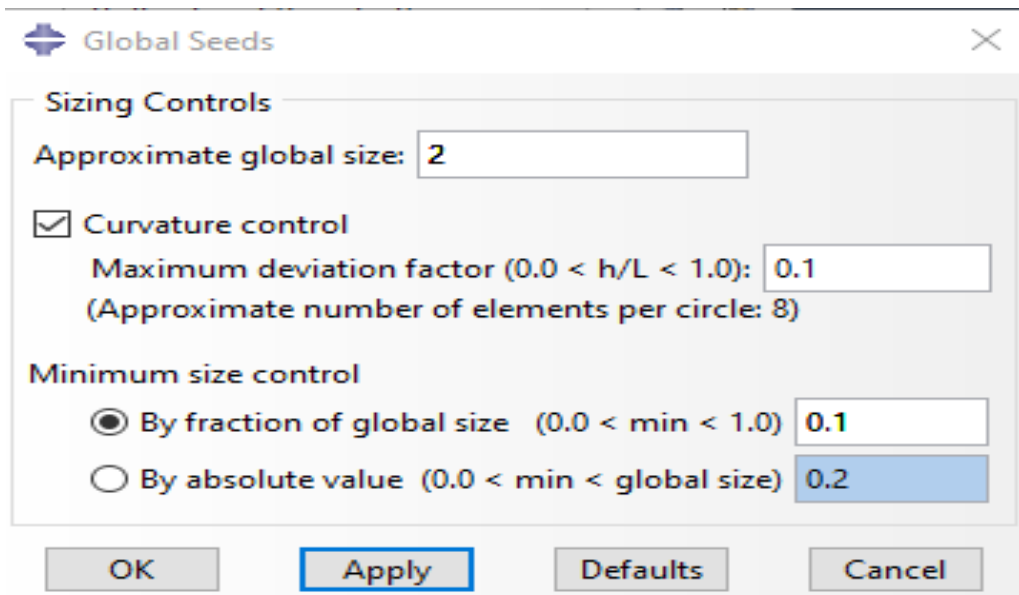 Global Seeds
Sizing Controls
Approximate global size: 2
Curvature control
Maximum deviation factor (0.0 < h/L < 1.0): 0.1
(Approximate number of elements per circle: 8)
Minimum size control
By fraction of global size (0.0 < min < 1.0) 0.1
By absolute value (0.0 < min < global size) 0.2
OK Apply Defaults Cancel